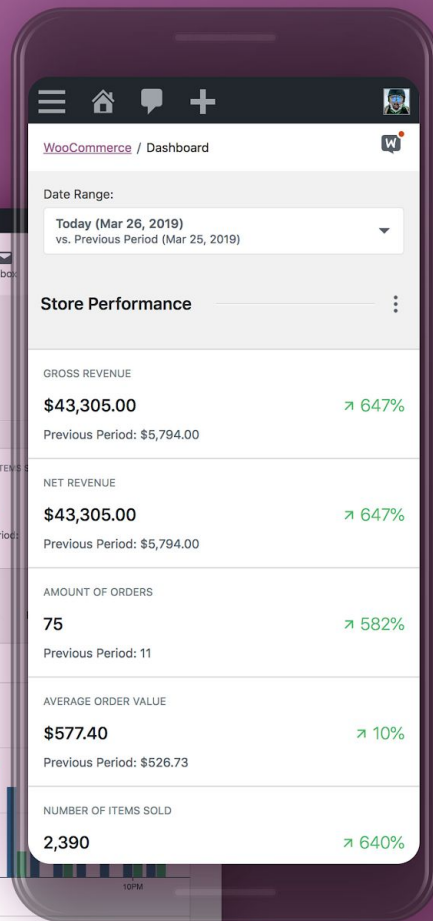 WooCommerce / Dashboard
Date Range:
Today (Mar 26, 2019)
vs. Previous Period (Mar 25, 2019)
Store Performance
GROSS REVENUE
$43,305.00 ↗ 647%
Previous Period: $5,794.00
NET REVENUE
$43,305.00 ↗ 647%
Previous Period: $5,794.00
AMOUNT OF ORDERS
75 ↗ 582%
Previous Period: 11
AVERAGE ORDER VALUE
$577.40 ↗ 10%
Previous Period: $526.73
NUMBER OF ITEMS SOLD
2,390 ↗ 640%
ITEMS
10PM